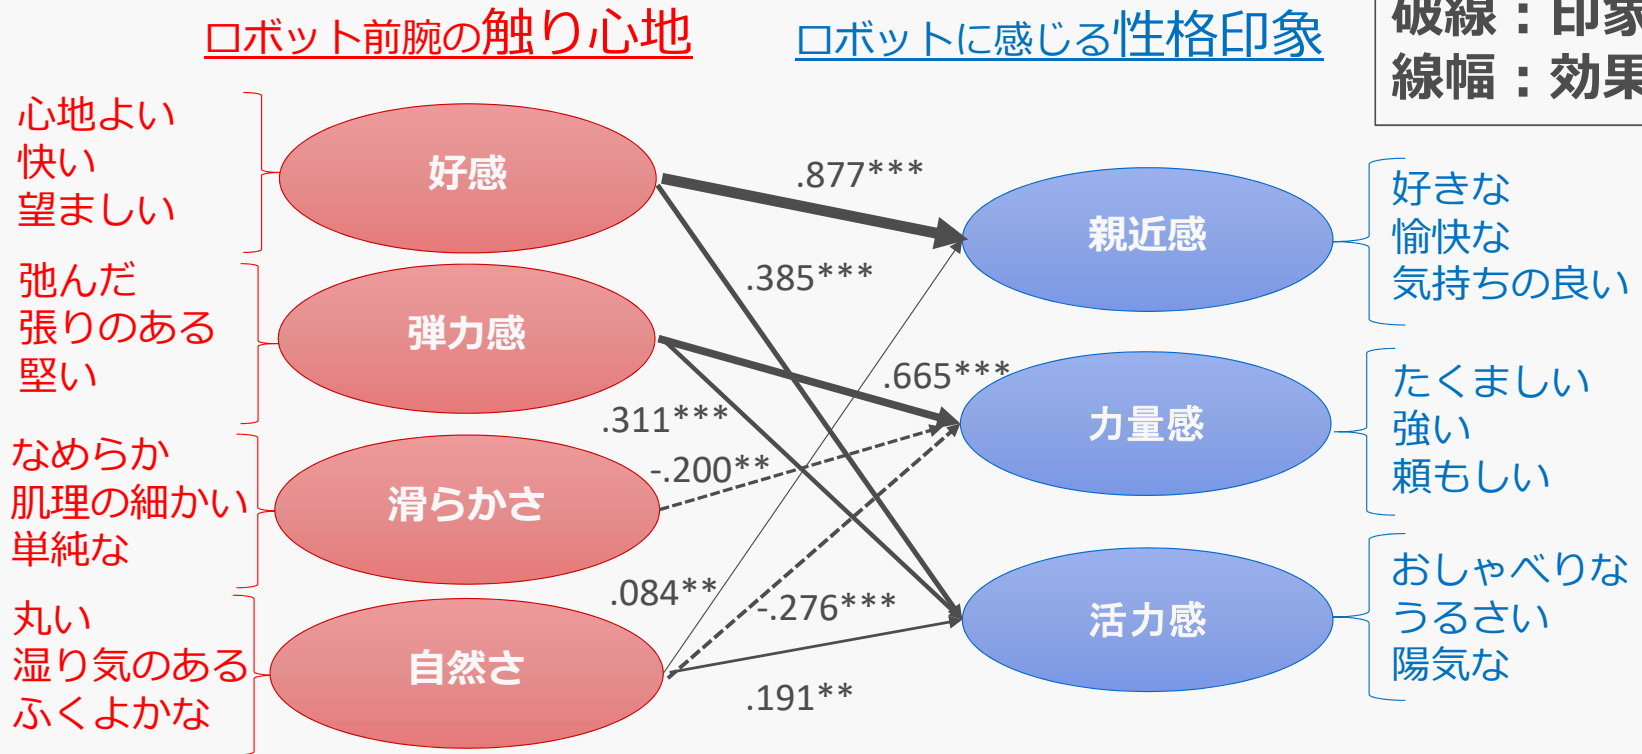 ロボット前腕の触り心地
ロボットに感じる性格印象
破線：印象
線幅：効果
心地よい
快い
望ましい
好感
弛んだ
張りのある
堅い
弾力感
なめらか
肌理の細かい
単純な
滑らかさ
丸い
湿り気のある
ふくよかな
自然さ
.877***
.385***
.665***
.311***
-.200**
.084**
-.276***
.191**
親近感
好きな
愉快な
気持ちの良い
力量感
たくましい
強い
頼もしい
活力感
おしゃべりな
うるさい
陽気な